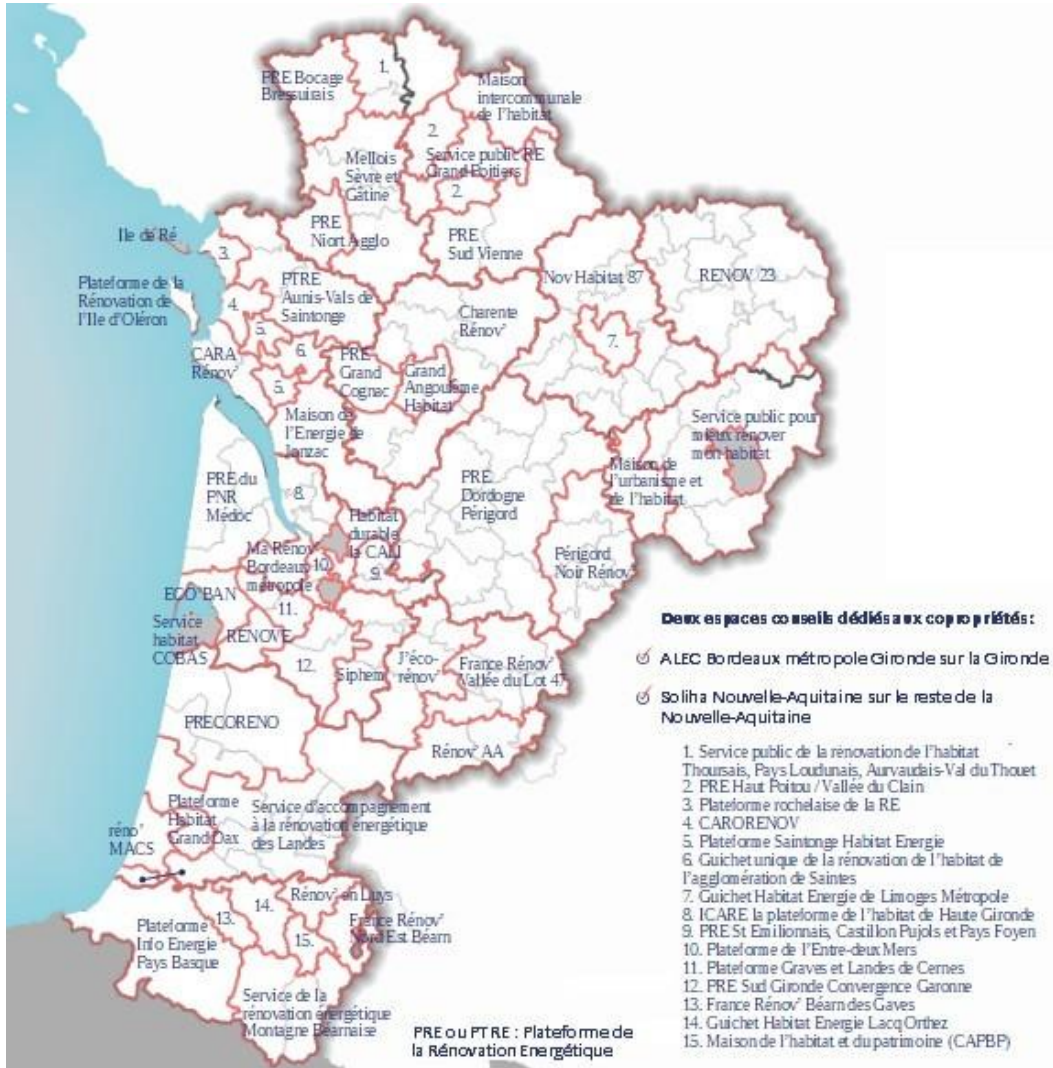 1.
PRE Bocage
Bressuirais
Maison
intercommunale
de l'habitat
2.
Service public RE
Grand Poitiers
Mellois
Sèvre et
Gâtine
2.
PRE
Niort Agglo
PRE
Sud Vienne
Ile de Ré
3.
Nov Habitat 87
RENOV 23
Plateforme de la
Rénovation de
l'Ile d'Oléron
PTRE
Aunis-Vals de
Saintonge
4.
Charente
Rénov'
5.
7.
CARA
Rénov'
6.
PRE
Grand
Cognac
Grand
Angoulême
Habitat
5.
Maison de
l'Energie de
Jonzac
Service public pour
mieux rénover
mon habitat
Maison de
l'urbanisme et
de l'habitat
PRE du
PNR
Médoc
8.
PRE
Dordogne
Périgord
Habitat
durable
la CALI
Ma Rénov
Bordeaux
métropole
10.
9.
Périgord
Noir Rénov'
ECO'BAN
11.
Service
habitat
COBAS
RENOVE
12.
Siphem
J'éco-
rénov'
France Rénov'
Vallée du Lot 47
PRECORENO
Rénov' AA
Plateforme
Habitat
Grand Dax
Service d'accompagnement
à la rénovation énergétique
des Landes
réno'
MACS
Rénov' en Luys
14.
13.
France Rénov'
Nord Est Béarn
Plateforme
Info Energie
Pays Basque
15.
Service de la
rénovation énergétique
Montagne Béarnaise
Deux espaces conseils dédiés aux copropriétés :
ALEC Bordeaux métropole Gironde sur la Gironde
Soliha Nouvelle-Aquitaine sur le reste de la
Nouvelle-Aquitaine
1. Service public de la rénovation de l'habitat
Thoursais, Pays Loudunais, Aurvaudais-Val du Thouet
2. PRE Haut Poitou / Vallée du Clain
3. Plateforme rochelaise de la RE
4. CARORENOV
5. Plateforme Saintonge Habitat Energie
6. Guichet unique de la rénovation de l'habitat de
l'agglomération de Saintes
7. Guichet Habitat Energie de Limoges Métropole
8. ICARE la plateforme de l'habitat de Haute Gironde
9. PRE St Emilionnais, Castillon Pujols et Pays Foyen
10. Plateforme de l'Entre-deux Mers
11. Plateforme Graves et Landes de Cernes
12. PRE Sud Gironde Convergence Garonne
13. France Rénov' Béarn des Gaves
14. Guichet Habitat Energie Lacq Orthez
15. Maison de l'habitat et du patrimoine (CAPBP)
PRE ou PTRE : Plateforme de
la Rénovation Energétique